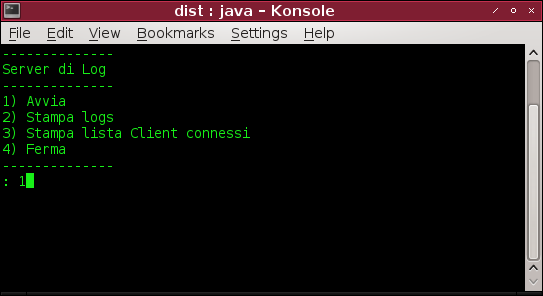 dist : java – Konsole
File Edit View Bookmarks Settings Help
--------------
Server di Log
--------------
1) Avvia
2) Stampa logs
3) Stampa lista Client connessi
4) Ferma
--------------
: 1